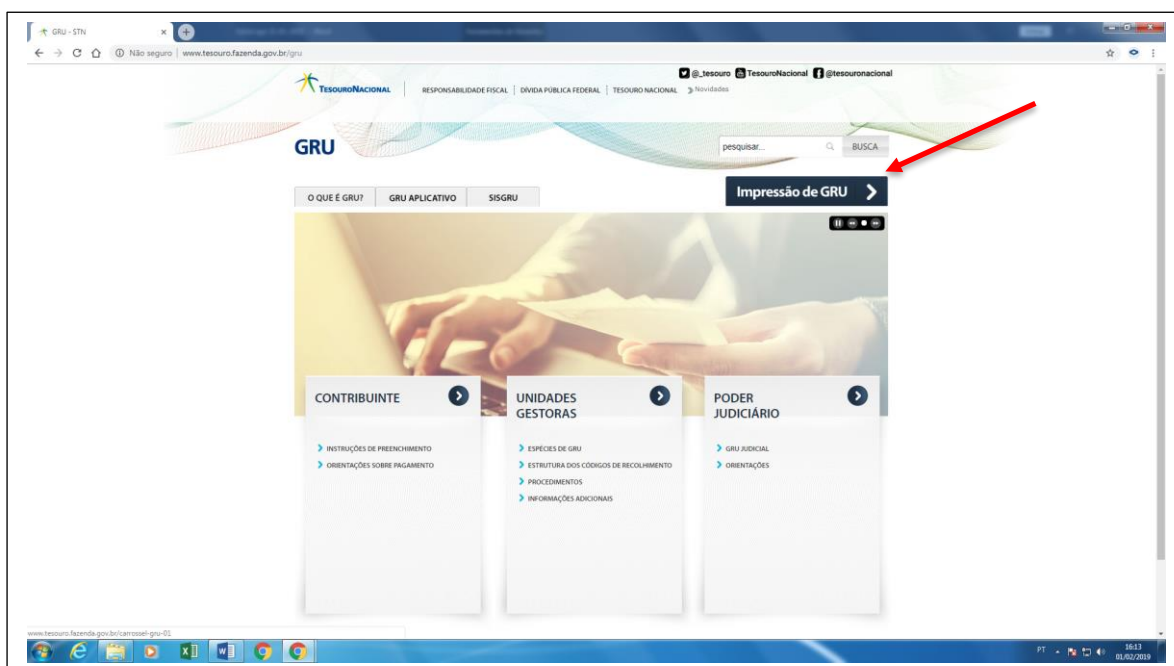 GRU - STN
Não seguro | www.tesouro.fazenda.gov.br/gru
@_tesouro TesouroNacional @tesouronacional
TESOURONACIONAL
RESPONSABILIDADE FISCAL | DÍVIDA PÚBLICA FEDERAL | TESOURO NACIONAL
Novidades
GRU
pesquisar...
BUSCA
Impressão de GRU
O QUE É GRU?
GRU APLICATIVO
SISGRU
CONTRIBUINTE
INSTRUÇÕES DE PREENCHIMENTO
ORIENTAÇÕES SOBRE PAGAMENTO
UNIDADES
GESTORAS
ESPÉCIES DE GRU
ESTRUTURA DOS CÓDIGOS DE RECOLHIMENTO
PROCEDIMENTOS
INFORMAÇÕES ADICIONAIS
PODER
JUDICIÁRIO
GRU JUDICIAL
ORIENTAÇÕES
www.tesouro.fazenda.gov.br/carrossel-gru-01
PT
16:13
01/02/2019